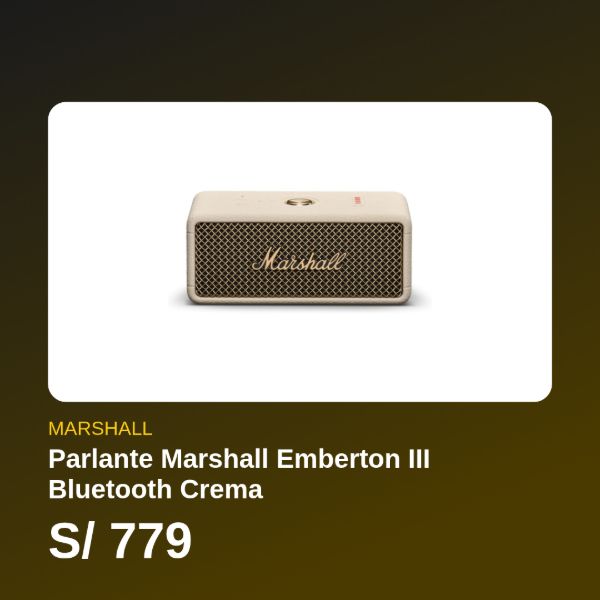 Marshall
MARSHALL
Parlante Marshall Emberton III
Bluetooth Crema
S/ 779